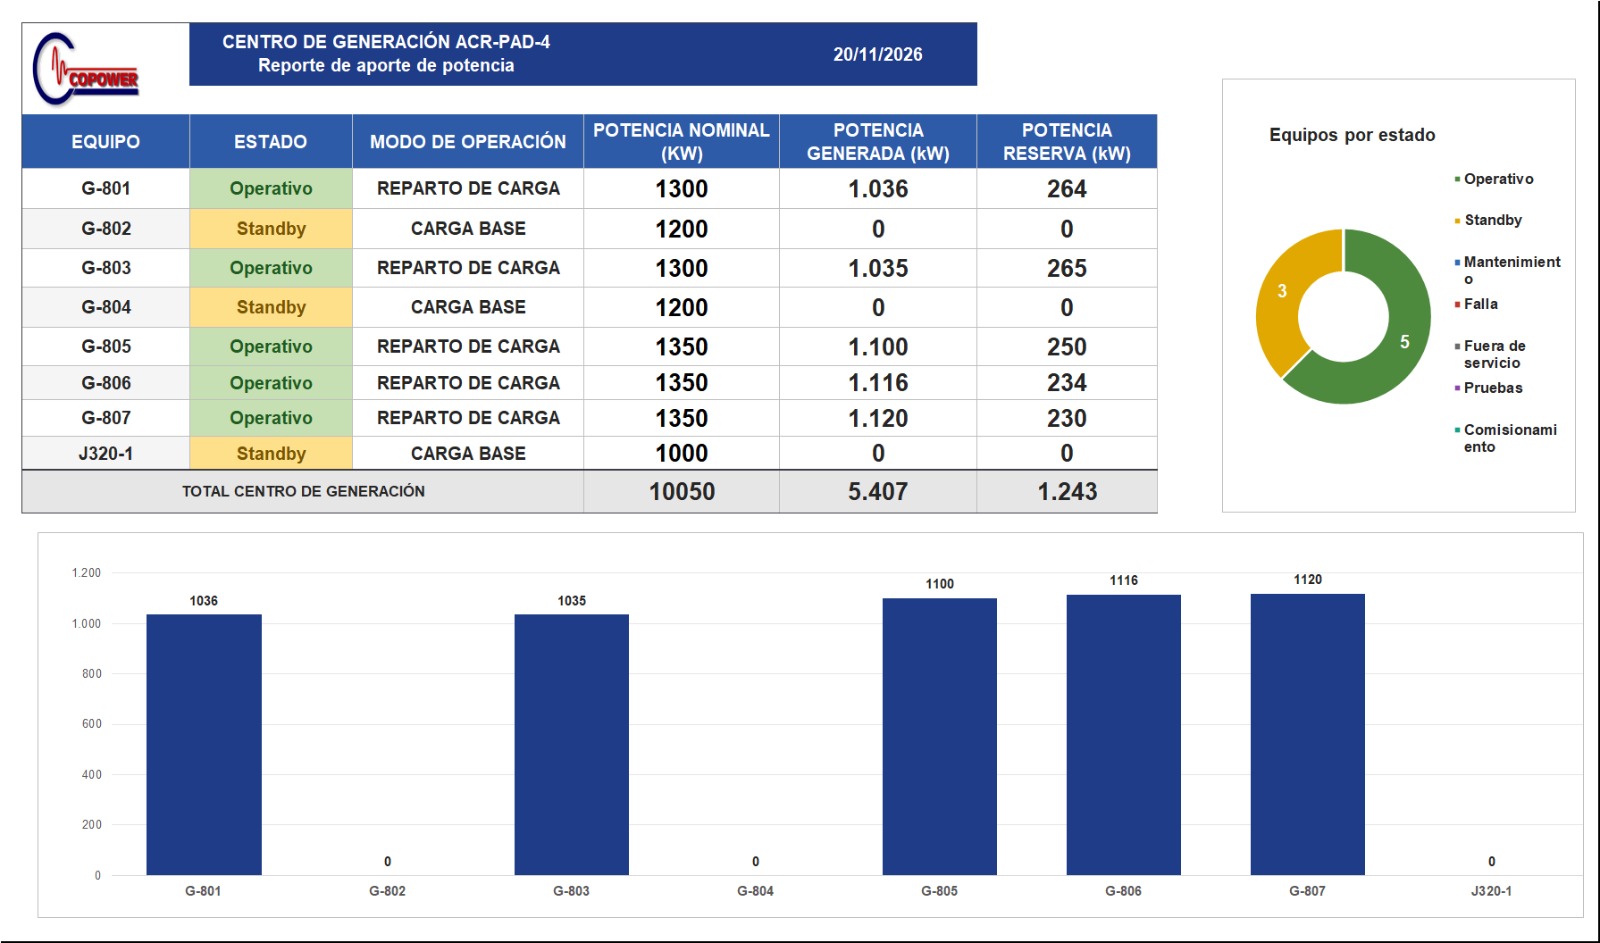 COPOWER
CENTRO DE GENERACIÓN ACR-PAD-4
Reporte de aporte de potencia
20/11/2026
EQUIPO ESTADO MODO DE OPERACIÓN POTENCIA NOMINAL (KW) POTENCIA GENERADA (kW) POTENCIA RESERVA (kW)
G-801 Operativo REPARTO DE CARGA 1300 1.036 264
G-802 Standby CARGA BASE 1200 0 0
G-803 Operativo REPARTO DE CARGA 1300 1.035 265
G-804 Standby CARGA BASE 1200 0 0
G-805 Operativo REPARTO DE CARGA 1350 1.100 250
G-806 Operativo REPARTO DE CARGA 1350 1.116 234
G-807 Operativo REPARTO DE CARGA 1350 1.120 230
J320-1 Standby CARGA BASE 1000 0 0
TOTAL CENTRO DE GENERACIÓN 10050 5.407 1.243
Equipos por estado
Operativo
Standby
Mantenimient
o
Falla
Fuera de
servicio
Pruebas
Comisionami
ento
3
5
1.200
1.000
800
600
400
200
0
1036 0 1035 0 1100 1116 1120 0
G-801 G-802 G-803 G-804 G-805 G-806 G-807 J320-1